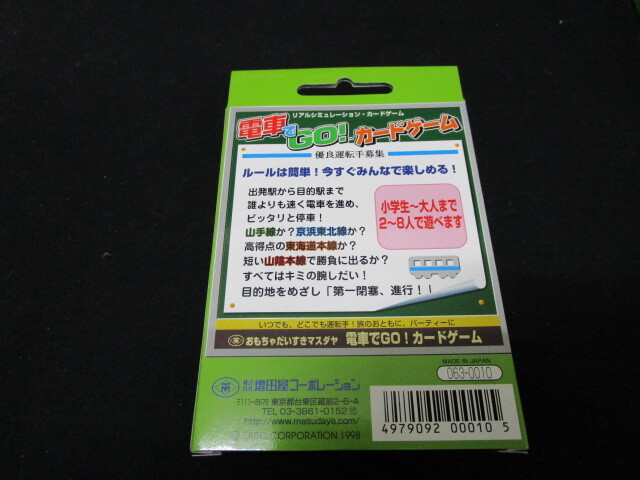 リアルシミュレーション・カードゲーム
電車でGO!カードゲーム
優良運転手募集
ルールは簡単!今すぐみんなで楽しめる!
出発駅から目的駅まで
誰よりも速く電車を進め、
ピッタリと停車!
山手線か?京浜東北線か?
高得点の東海道本線か?
短い山陰本線で勝負に出るか?
すべてはキミの腕しだい!
目的地をめざし「第一閉塞、進行!」
小学生〜大人まで
2〜8人で遊べます
いつでも、どこでも運転手!旅のおともに、パーティーに
おもちゃだいすきマスダヤ 電車でGO!カードゲーム
MADE IN JAPAN
063-0010
株式会社増田屋コーポレーション
〒111-8678 東京都台東区蔵前2-6-4
TEL 03-3861-0152
http://www.masudaya.com/
© TAITO CORPORATION 1998
4979092 00010 5